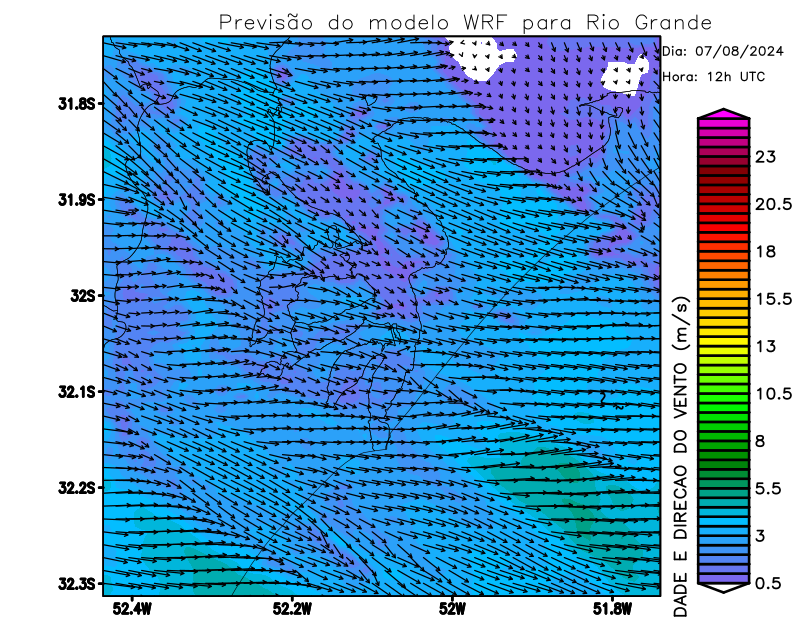 Previsão do modelo WRF para Rio Grande
Dia: 07/08/2024
Hora: 12h UTC
31.8S
31.9S
32S
32.1S
32.2S
32.3S
52.4W
52.2W
52W
51.8W
23
20.5
18
15.5
13
10.5
8
5.5
3
0.5
DADE E DIRECAO DO VENTO (m/s)